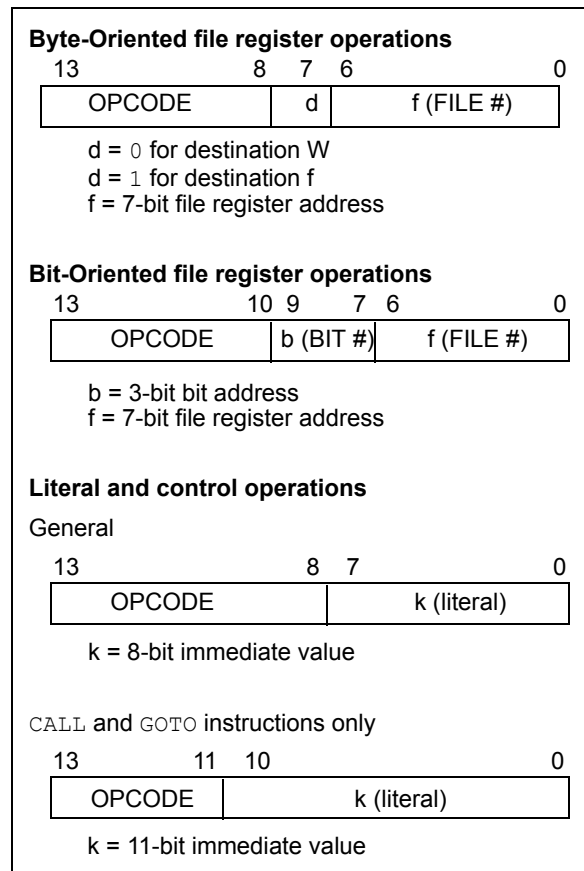 Byte-Oriented file register operations
13 8 7 6 0
OPCODE d f (FILE #)
d = 0 for destination W
d = 1 for destination f
f = 7-bit file register address
Bit-Oriented file register operations
13 10 9 7 6 0
OPCODE b (BIT #) f (FILE #)
b = 3-bit bit address
f = 7-bit file register address
Literal and control operations
General
13 8 7 0
OPCODE k (literal)
k = 8-bit immediate value
CALL and GOTO instructions only
13 11 10 0
OPCODE k (literal)
k = 11-bit immediate value